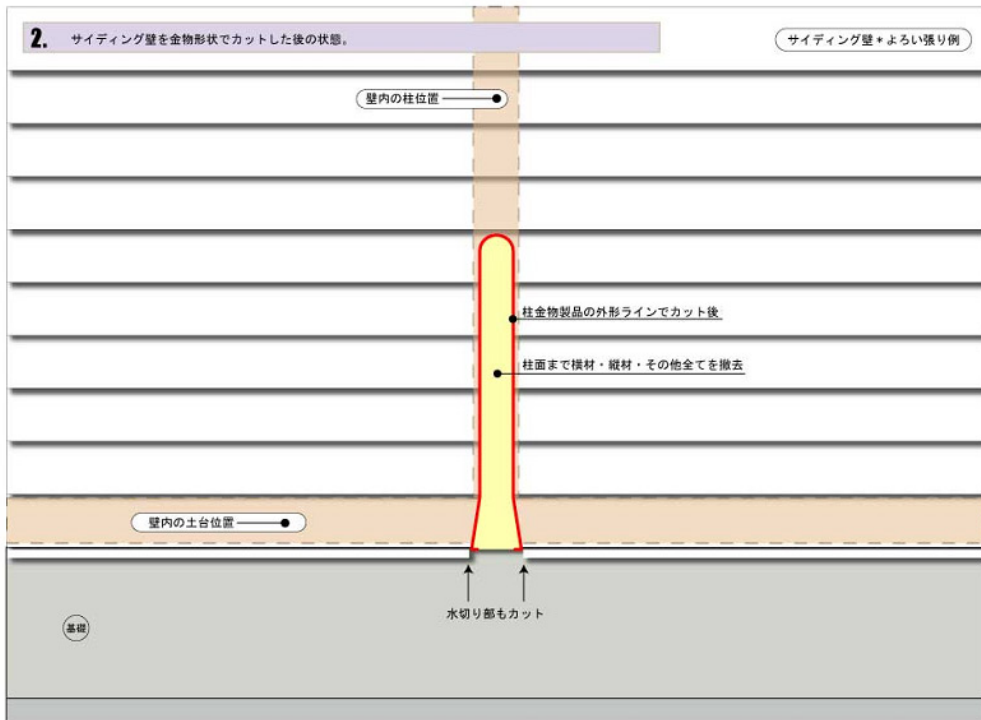 2. サイディング壁を金物形状でカットした後の状態。
サイディング壁＊よろい張り例
壁内の柱位置
柱金物製品の外形ラインでカット後
柱面まで横材・縦材・その他全てを撤去
壁内の土台位置
水切り部もカット
基礎